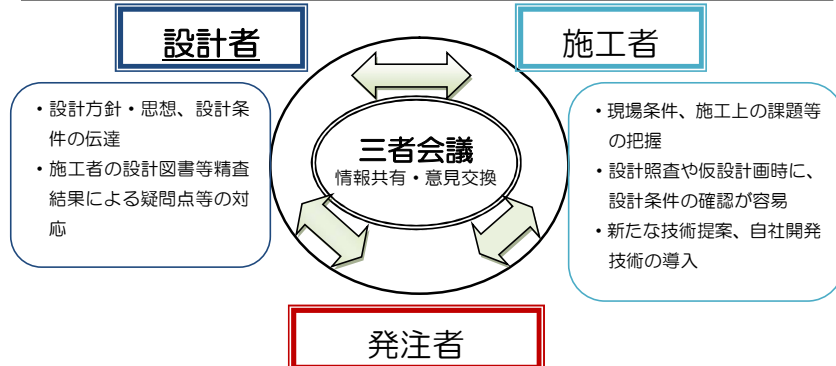 設計者
施工者
・設計方針・思想、設計条
件の伝達
・施工者の設計図書等精査
結果による疑問点等の対
応
三者会議
情報共有・意見交換
・現場条件、施工上の課題等
の把握
・設計照査や仮設計画時に、
設計条件の確認が容易
・新たな技術提案、自社開発
技術の導入
発注者